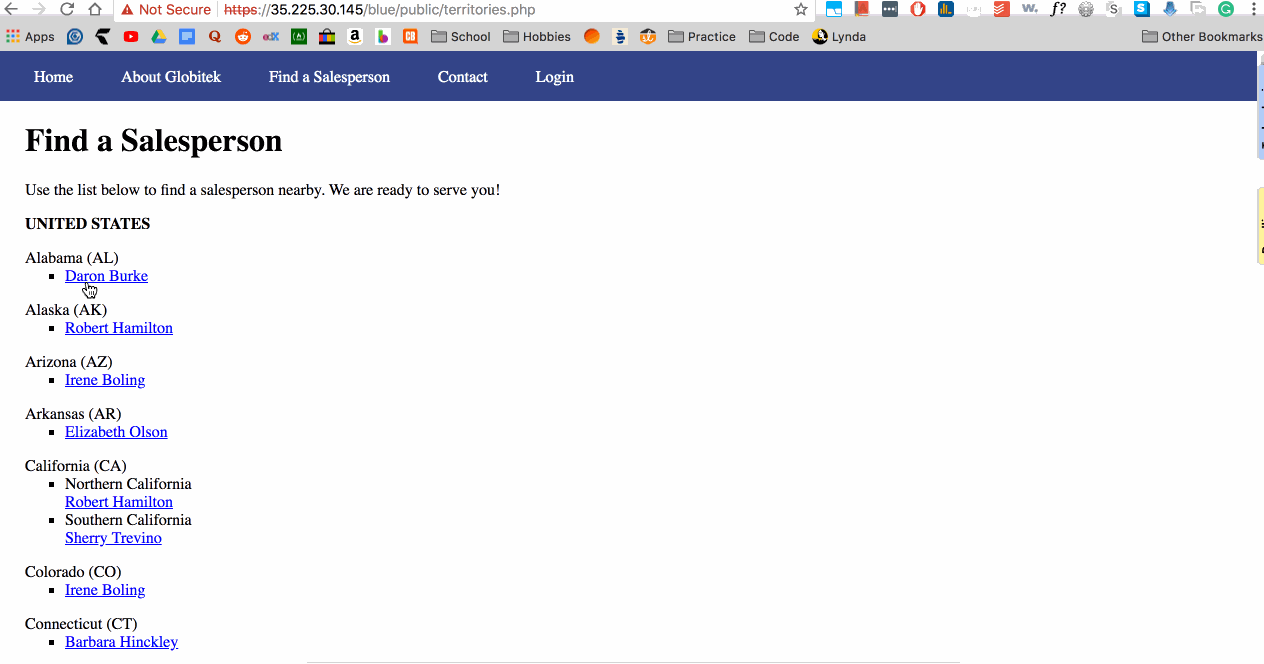 Not Secure https://35.225.30.145/blue/public/territories.php
Apps School Hobbies Practice Code Lynda Other Bookmarks
Home About Globitek Find a Salesperson Contact Login
Find a Salesperson
Use the list below to find a salesperson nearby. We are ready to serve you!
UNITED STATES
Alabama (AL)
Daron Burke
Alaska (AK)
Robert Hamilton
Arizona (AZ)
Irene Boling
Arkansas (AR)
Elizabeth Olson
California (CA)
Northern California
Robert Hamilton
Southern California
Sherry Trevino
Colorado (CO)
Irene Boling
Connecticut (CT)
Barbara Hinckley